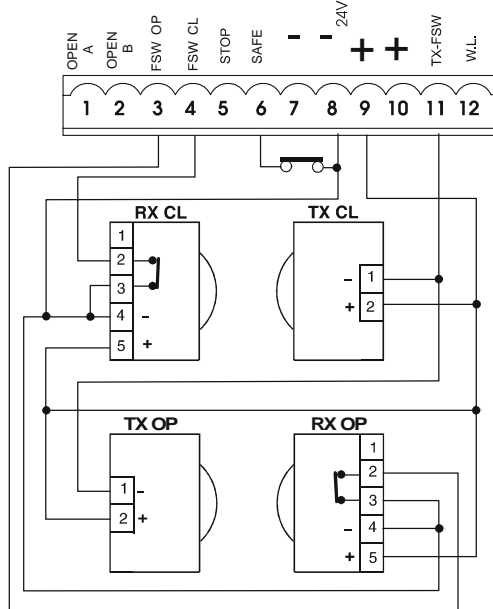 OPEN A
OPEN B
FSW OP
FSW CL
STOP
SAFE
-
-
24V
+
+
TX-FSW
W.L.
1 2 3 4 5 6 7 8 9 10 11 12
RX CL
1
2
3
4 -
5 +
TX CL
- 1
+ 2
TX OP
1 -
2 +
RX OP
1
2
3
- 4
+ 5